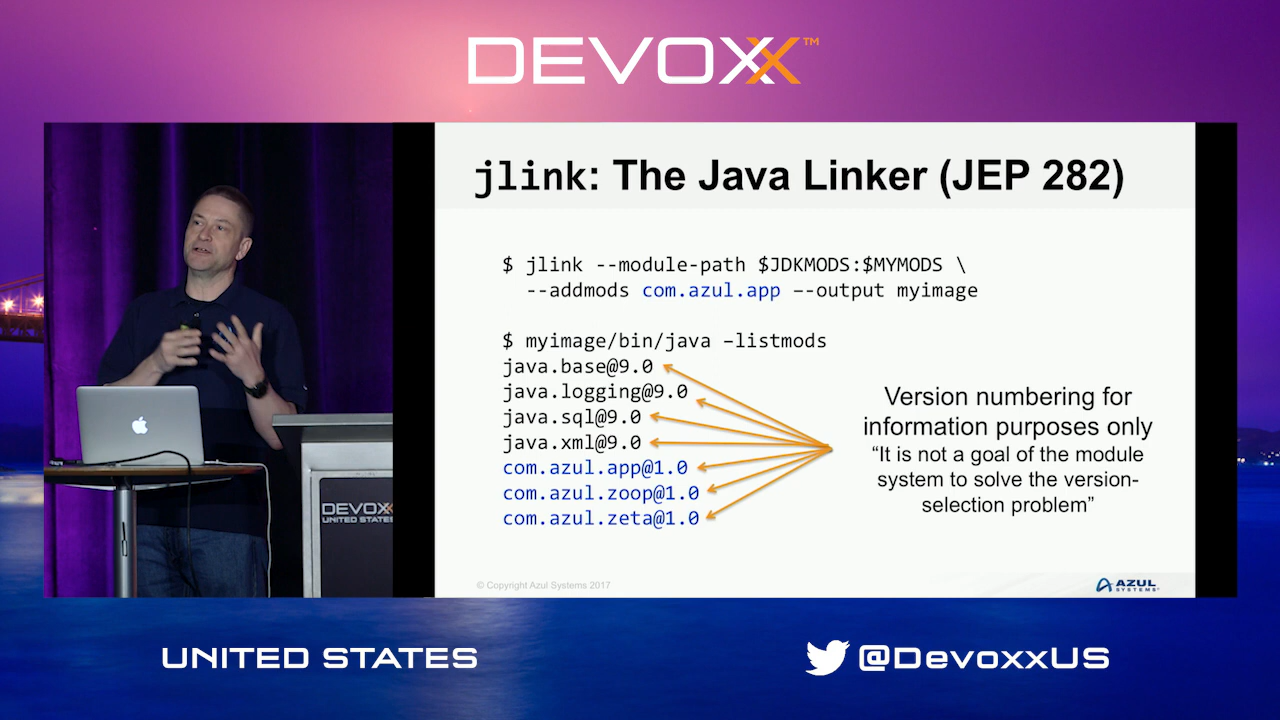 DEVOXX™
jlink: The Java Linker (JEP 282)
$ jlink --module-path $JDKMODS:$MYMODS \
--addmods com.azul.app –-output myimage
$ myimage/bin/java –listmods
java.base@9.0
java.logging@9.0
java.sql@9.0
java.xml@9.0
com.azul.app@1.0
com.azul.zoop@1.0
com.azul.zeta@1.0
Version numbering for
information purposes only
“It is not a goal of the module
system to solve the version-
selection problem”
© Copyright Azul Systems 2017
AZUL
SYSTEMS
DEVOXX
UNITED STATES
UNITED STATES
@DevoxxUS